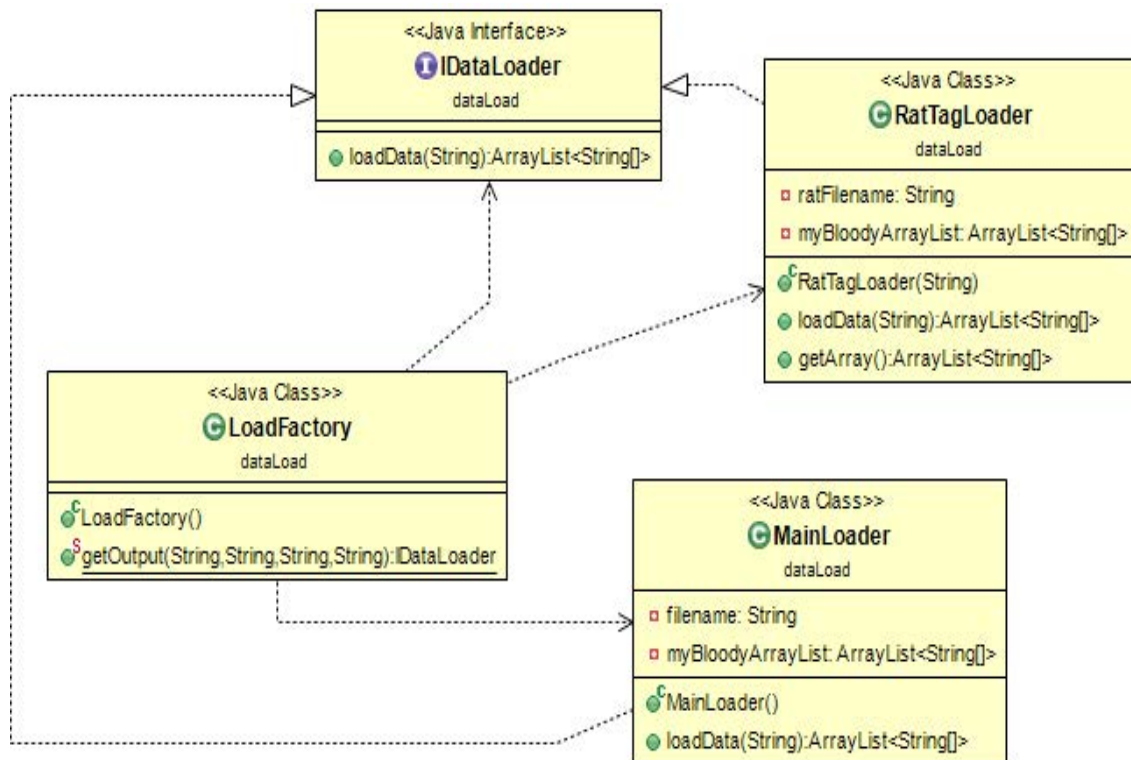 <<Java Interface>>
IDataLoader
dataLoad
loadData(String):ArrayList<String[]>
<<Java Class>>
RatTagLoader
dataLoad
ratFilename: String
myBloodyArrayList: ArrayList<String[]>
RatTagLoader(String)
loadData(String):ArrayList<String[]>
getArray():ArrayList<String[]>
<<Java Class>>
LoadFactory
dataLoad
LoadFactory()
getOutput(String,String,String,String):IDataLoader
<<Java Class>>
MainLoader
dataLoad
filename: String
myBloodyArrayList: ArrayList<String[]>
MainLoader()
loadData(String):ArrayList<String[]>